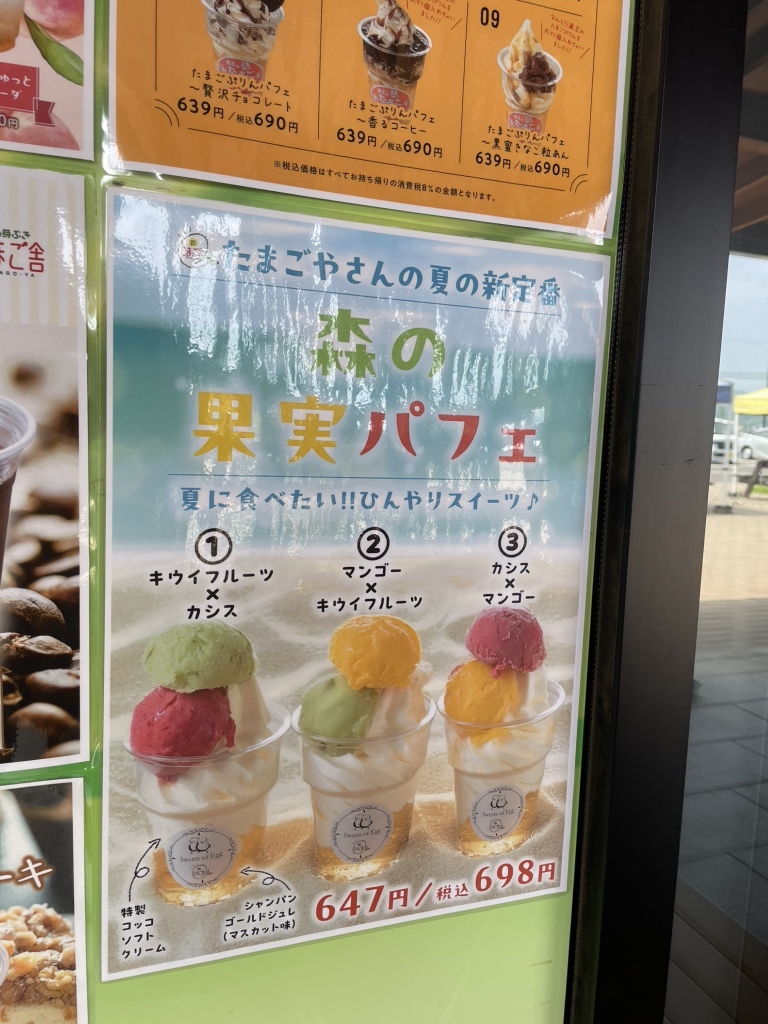 09
たまごぷりんパフェ
～贅沢チョコレート
639円/税込690円
たまごぷりんパフェ
～香るコーヒー
639円/税込690円
たまごぷりんパフェ
～黒蜜きなこ粒あん
639円/税込690円
※税込価格はすべてお持ち帰りの消費税8%の金額となります。
たまごやさんの夏の新定番
森の
果実パフェ
夏に食べたい!!ひんやりスイーツ♪
①
キウイフルーツ
×
カシス
②
マンゴー
×
キウイフルーツ
③
カシス
×
マンゴー
Sweets of Egg
Sweets of Egg
Sweets of Egg
特製
コッコ
ソフト
クリーム
シャンパン
ゴールドジュレ
(マスカット味)
647円/税込698円
ーキ